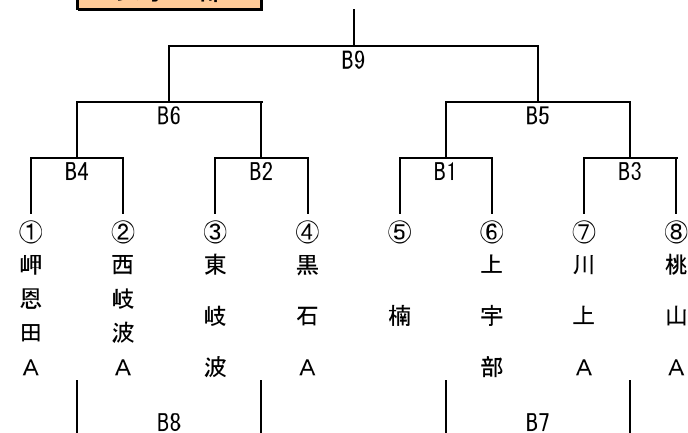 B9
B6 B5
B4 B2 B1 B3
① ② ③ ④ ⑤ ⑥ ⑦ ⑧
岬恩田A
西岐波A
東岐波
黒石A
楠
上宇部
川上A
桃山A
B8 B7